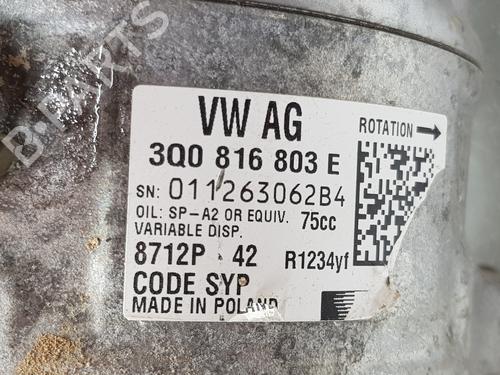 B-PARTS
VW AG
ROTATION
3Q0 816 803 E
SN: 011263062B4
OIL: SP-A2 OR EQUIV. 75cc
VARIABLE DISP.
8712P 42 R1234yf
CODE SYP
MADE IN POLAND